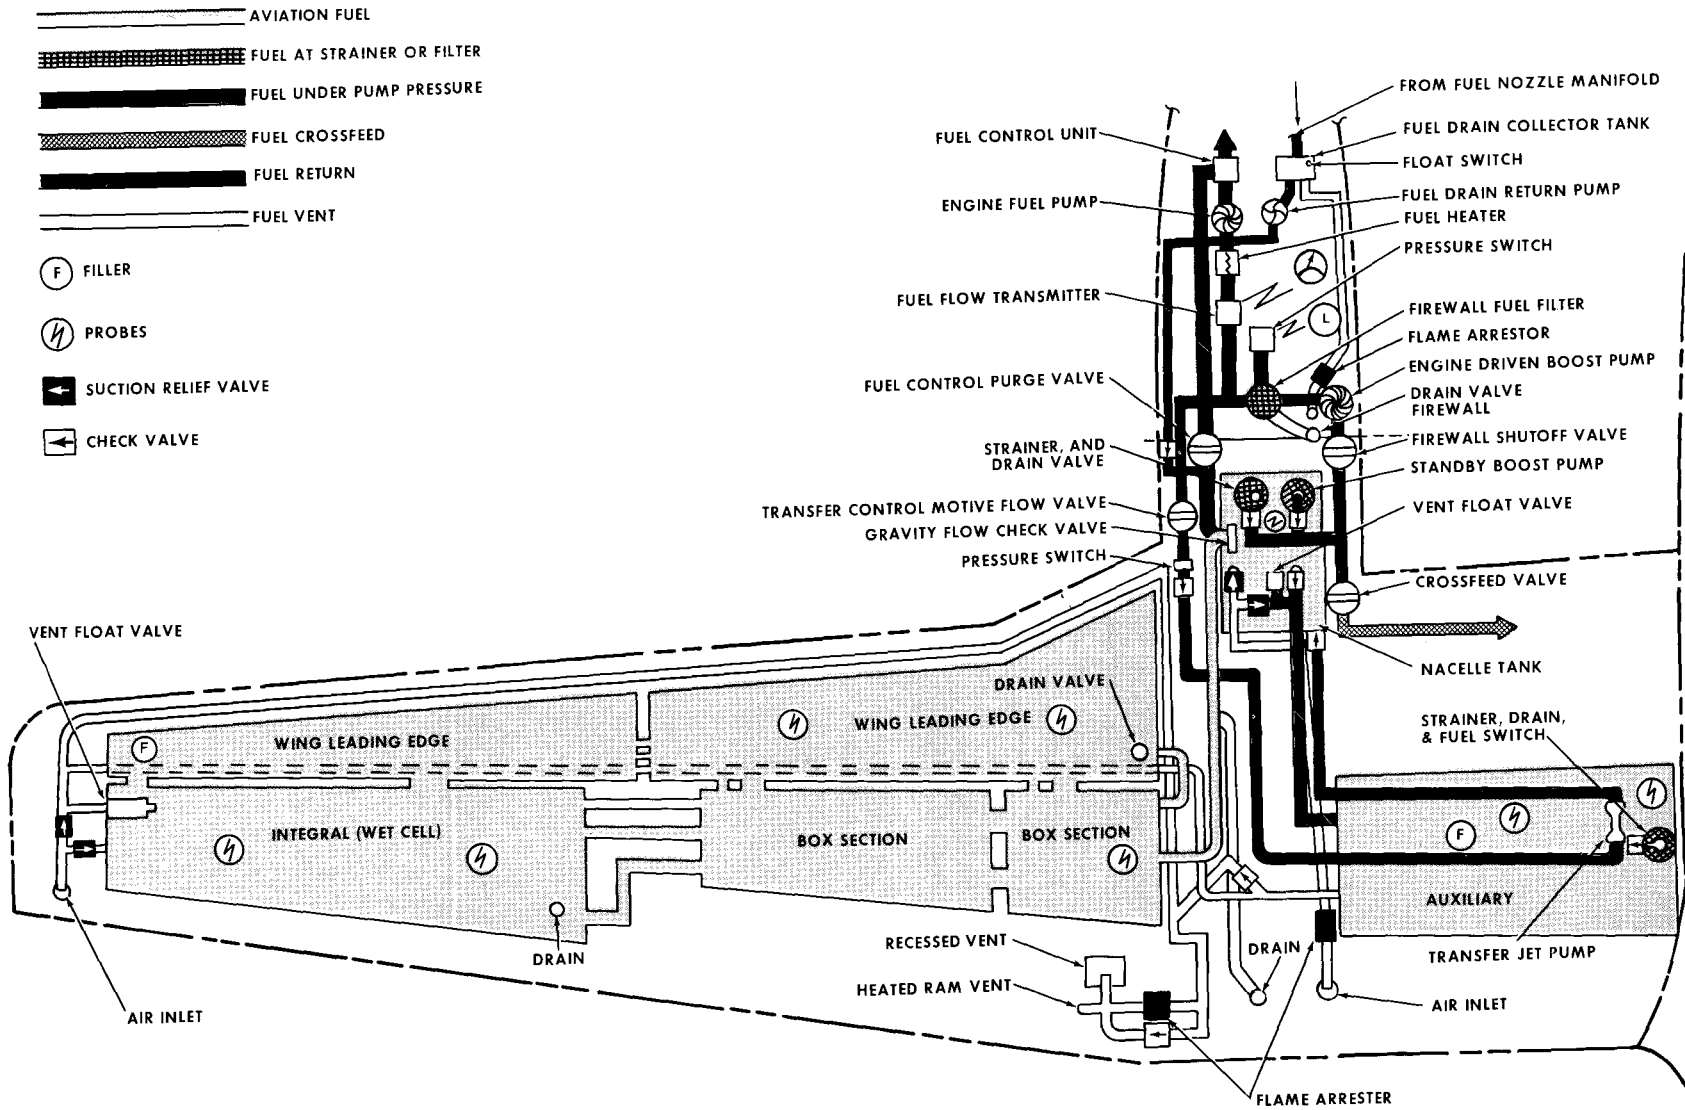 AVIATION FUEL
FUEL AT STRAINER OR FILTER
FUEL UNDER PUMP PRESSURE
FUEL CROSSFEED
FUEL RETURN
FUEL VENT
F FILLER
PROBES
SUCTION RELIEF VALVE
CHECK VALVE
FROM FUEL NOZZLE MANIFOLD
FUEL DRAIN COLLECTOR TANK
FLOAT SWITCH
FUEL DRAIN RETURN PUMP
FUEL HEATER
PRESSURE SWITCH
FIREWALL FUEL FILTER
FLAME ARRESTOR
ENGINE DRIVEN BOOST PUMP
DRAIN VALVE
FIREWALL
FIREWALL SHUTOFF VALVE
STANDBY BOOST PUMP
VENT FLOAT VALVE
CROSSFEED VALVE
NACELLE TANK
STRAINER, DRAIN,
& FUEL SWITCH
FUEL CONTROL UNIT
ENGINE FUEL PUMP
FUEL FLOW TRANSMITTER
L
FUEL CONTROL PURGE VALVE
STRAINER, AND
DRAIN VALVE
TRANSFER CONTROL MOTIVE FLOW VALVE
GRAVITY FLOW CHECK VALVE
PRESSURE SWITCH
VENT FLOAT VALVE
DRAIN VALVE
WING LEADING EDGE
F
WING LEADING EDGE
INTEGRAL (WET CELL)
BOX SECTION
BOX SECTION
F
AUXILIARY
DRAIN
RECESSED VENT
HEATED RAM VENT
DRAIN
TRANSFER JET PUMP
AIR INLET
AIR INLET
FLAME ARRESTER